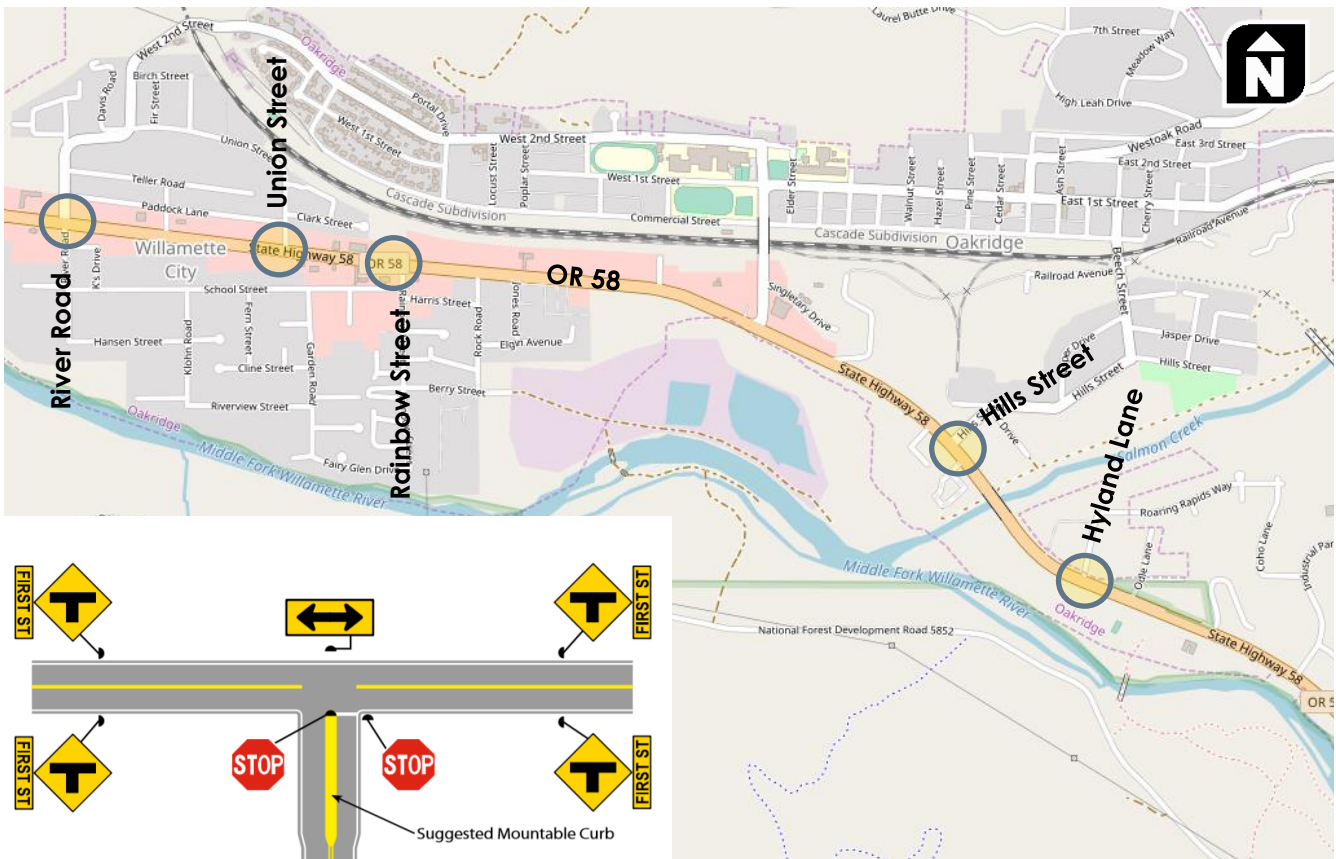 West 2nd Street
Laurel Butte Drive
7th Street
Meadow Way
N
Davis Road
Birch Street
Fir Street
Oakridge
Portal Drive
High Leah Drive
Union Street
Union Street
West 1st Street
West 2nd Street
Westoak Road
East 3rd Street
East 2nd Street
Locust Street
Poplar Street
West 1st Street
Elder Street
Walnut Street
Hazel Street
Pine Street
Cedar Street
Ash Street
East 1st Street
Cherry Street
Teller Road
Cascade Subdivision
Commercial Street
Paddock Lane
Clark Street
Cascade Subdivision
Oakridge
Railroad Avenue
Willamette
City
State Highway 58
OR 58
OR 58
River Road
K's Drive
School Street
Harris Street
Jones Road
Singletary Drive
Railroad Avenue
Beech Street
Hansen Street
Klohn Road
Fern Street
Garden Road
Rock Road
Elgin Avenue
State Highway 58
Jasper Drive
Hills Street
Cline Street
Rainbow Street
Berry Street
Hills Street
Hills Street
Riverview Street
Oakridge
Fairy Glen Drive
Middle Fork Willamette River
Salmon Creek
Hyland Lane
Roaring Rapids Way
Odle Lane
Coho Lane
Middle Fork Willamette River
Oakridge
National Forest Development Road 5852
State Highway 58
FIRST ST
FIRST ST
FIRST ST
FIRST ST
STOP
STOP
Suggested Mountable Curb